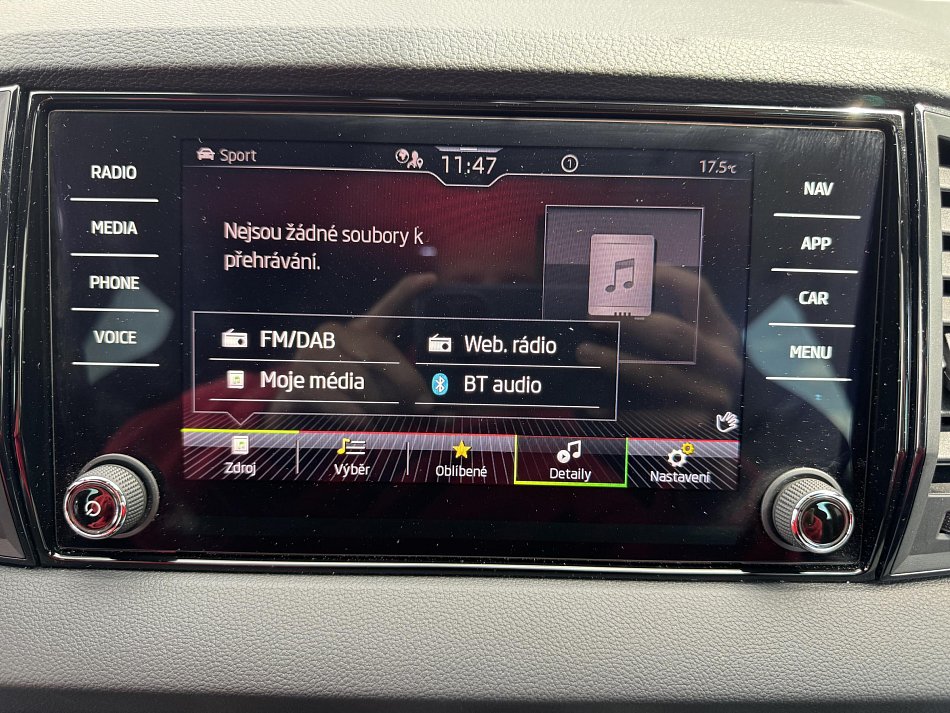 Sport
11:47
1
17.5°C
RADIO
MEDIA
PHONE
VOICE
NAV
APP
CAR
MENU
Nejsou žádné soubory k
přehrávání.
FM/DAB
Web. rádio
Moje média
BT audio
Zdroj
Výběr
Oblíbené
Detaily
Nastavení